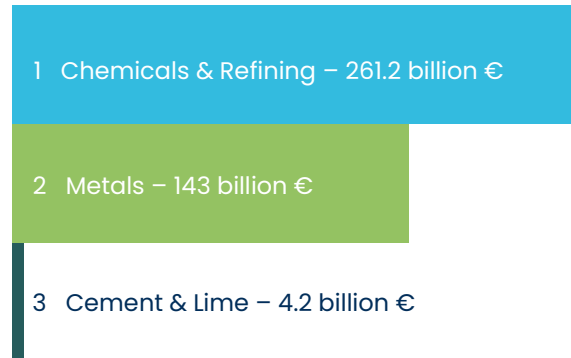 1 Chemicals & Refining – 261.2 billion €
2 Metals – 143 billion €
3 Cement & Lime – 4.2 billion €